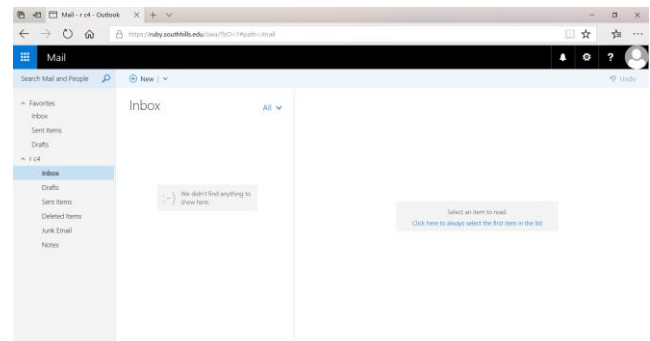 Mail - r c4 - Outlook
https://ruby.southhills.edu/owa/?bO=1#path=/mail
Mail
?
Search Mail and People
New
Undo
Favorites
Inbox
Sent Items
Drafts
r c4
Inbox
Drafts
Sent Items
Deleted Items
Junk Email
Notes
Inbox
All
:-)
We didn't find anything to
show here.
Select an item to read.
Click here to always select the first item in the list